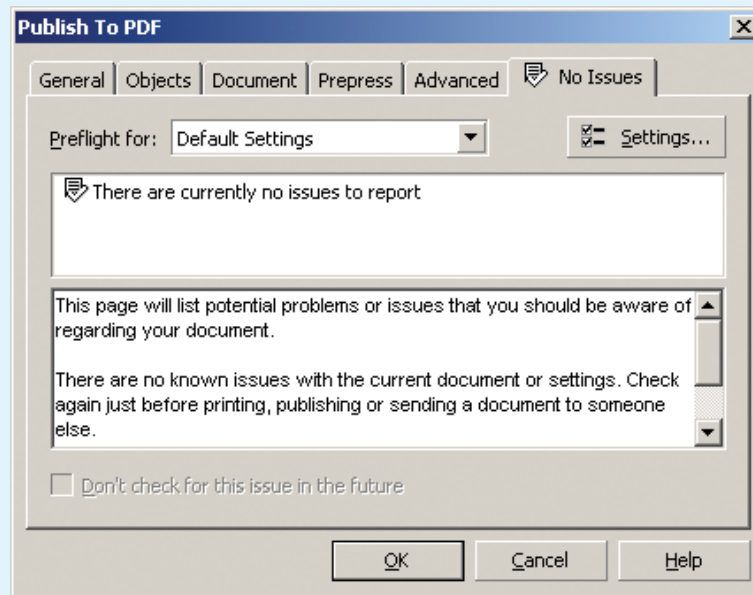 Publish To PDF
General Objects Document Prepress Advanced No Issues
Preflight for: Default Settings Settings...
There are currently no issues to report
This page will list potential problems or issues that you should be aware of
regarding your document.
There are no known issues with the current document or settings. Check
again just before printing, publishing or sending a document to someone
else.
Don't check for this issue in the future
OK Cancel Help